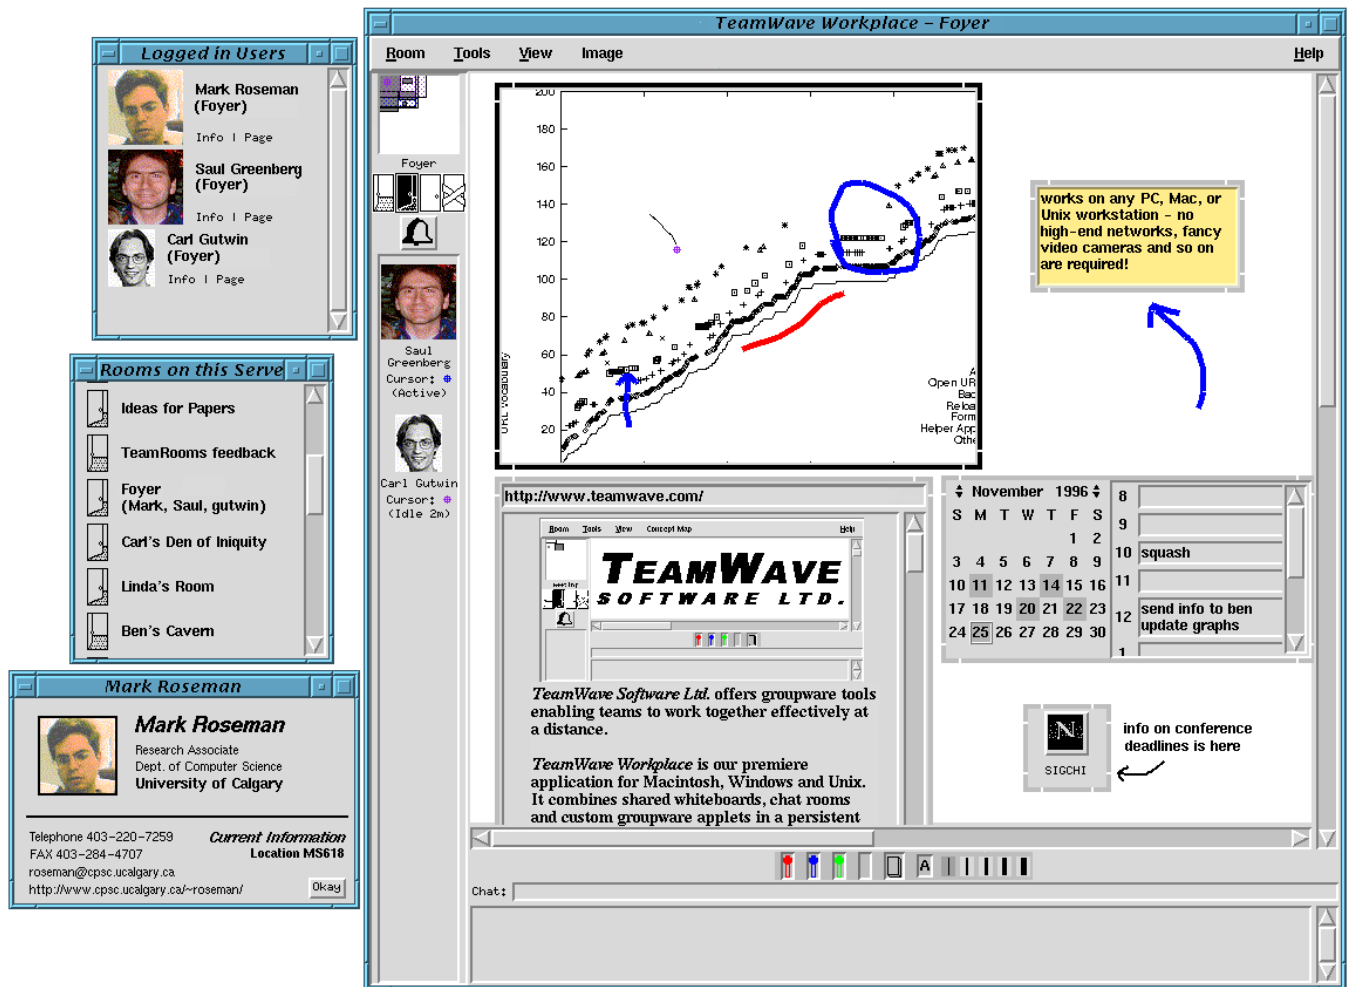 Logged in Users
Mark Roseman
(Foyer)
Info | Page
Saul Greenberg
(Foyer)
Info | Page
Carl Gutwin
(Foyer)
Info | Page
Rooms on this Serve
Ideas for Papers
TeamRooms feedback
Foyer
(Mark, Saul, gutwin)
Carl's Den of Iniquity
Linda's Room
Ben's Cavern
Mark Roseman
Mark Roseman
Research Associate
Dept. of Computer Science
University of Calgary
Telephone 403-220-7259
Current Information
FAX 403-284-4707
Location MS618
roseman@cpsc.ucalgary.ca
http://www.cpsc.ucalgary.ca/~roseman/
Okay
TeamWave Workplace - Foyer
Room Tools View Image Help
Foyer
Saul
Greenberg
Cursor:
(Active)
Carl Gutwin
Cursor:
(Idle 2m)
200
180
160
140
120
100
80
60
40
20
URL Vocabulary
A
Open UR
Bac
Reloa
Form
Helper App
Othe
works on any PC, Mac, or
Unix workstation - no
high-end networks, fancy
video cameras and so on
are required!
http://www.teamwave.com/
Room Tools View Concept Map Help
meeting
TEAMWAVE
SOFTWARE LTD.
TeamWave Software Ltd. offers groupware tools
enabling teams to work together effectively at
a distance.
TeamWave Workplace is our premiere
application for Macintosh, Windows and Unix.
It combines shared whiteboards, chat rooms
and custom groupware applets in a persistent
November 1996
S M T W T F S
1 2
3 4 5 6 7 8 9
10 11 12 13 14 15 16
17 18 19 20 21 22 23
24 25 26 27 28 29 30
8
9
10 squash
11
12 send info to ben
update graphs
1
N
SIGCHI
info on conference
deadlines is here
A
Chat: